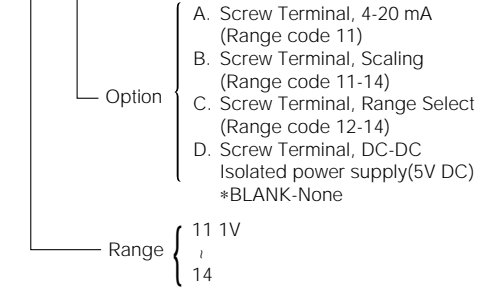 A. Screw Terminal, 4-20 mA
(Range code 11)
B. Screw Terminal, Scaling
(Range code 11-14)
Option
C. Screw Terminal, Range Select
(Range code 12-14)
D. Screw Terminal, DC-DC
Isolated power supply(5V DC)
*BLANK-None
11 1V
Range
≀
14